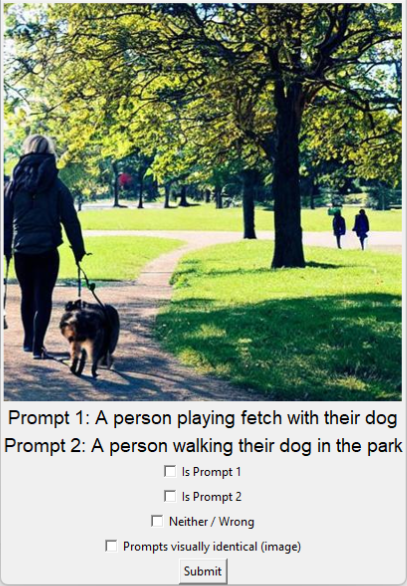 Prompt 1: A person playing fetch with their dog
Prompt 2: A person walking their dog in the park
Is Prompt 1
Is Prompt 2
Neither / Wrong
Prompts visually identical (image)
Submit